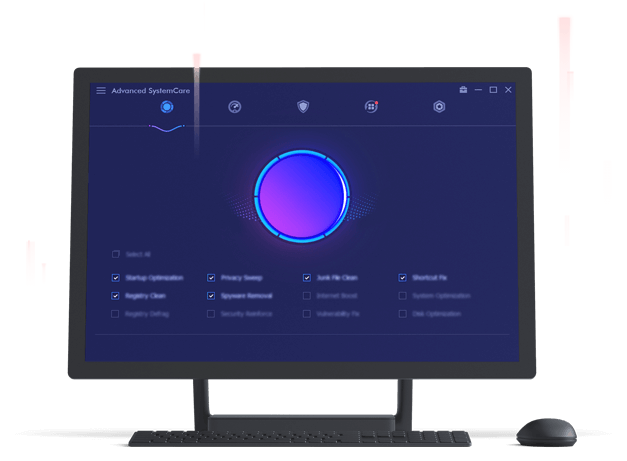 Advanced SystemCare
Select All
Startup Optimization Privacy Sweep Junk File Clean Shortcut Fix
Registry Clean Spyware Removal Internet Boost System Optimization
Registry Defrag Security Reinforce Vulnerability Fix Disk Optimization